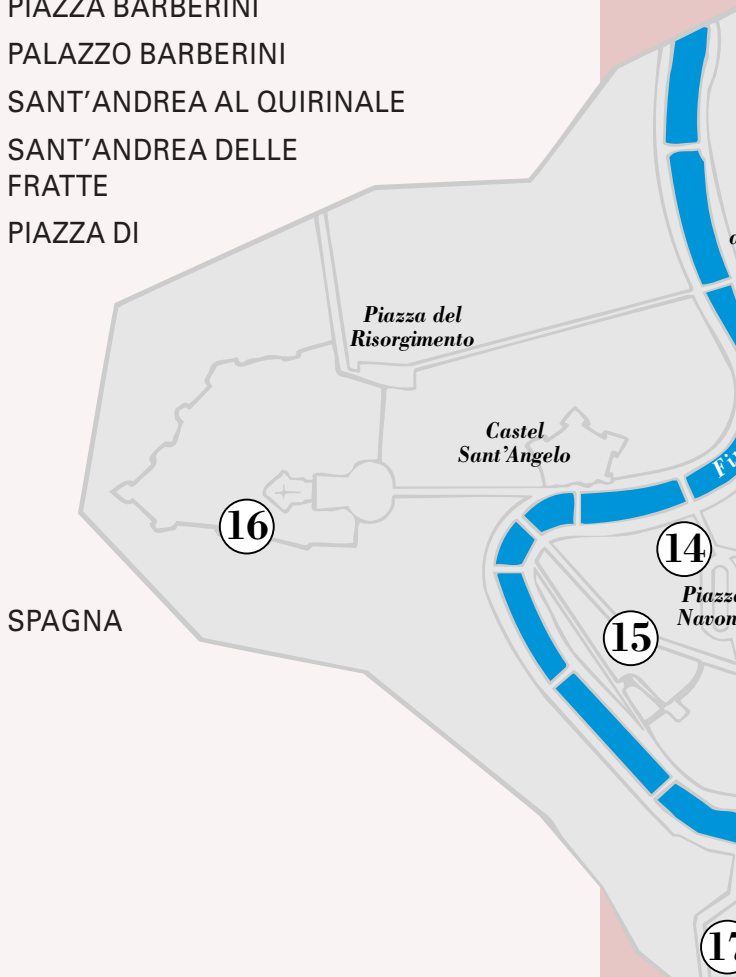 PIAZZA BARBERINI
PALAZZO BARBERINI
SANT'ANDREA AL QUIRINALE
SANT'ANDREA DELLE
FRATTE
PIAZZA DI
SPAGNA
Piazza del
Risorgimento
Castel
Sant'Angelo
16
14
15
17